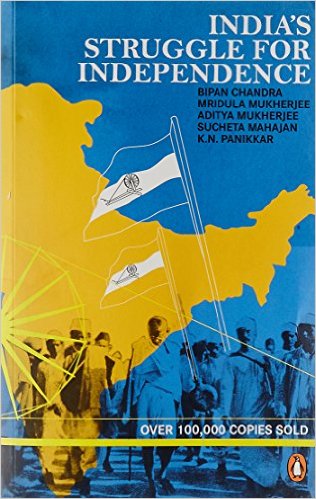 INDIA'S
STRUGGLE FOR
INDEPENDENCE
BIPAN CHANDRA
MRIDULA MUKHERJEE
ADITYA MUKHERJEE
SUCHETA MAHAJAN
K.N. PANIKKAR
OVER 100,000 COPIES SOLD